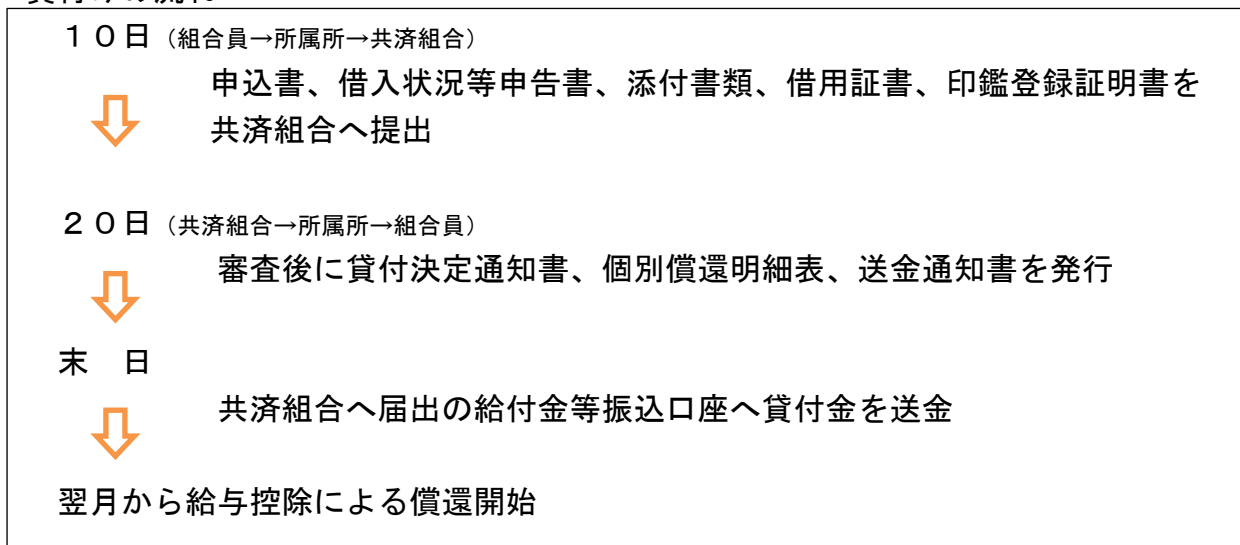 １０日（組合員→所属所→共済組合）
申込書、借入状況等申告書、添付書類、借用証書、印鑑登録証明書を
共済組合へ提出
２０日（共済組合→所属所→組合員）
審査後に貸付決定通知書、個別償還明細表、送金通知書を発行
末　日
共済組合へ届出の給付金等振込口座へ貸付金を送金
翌月から給与控除による償還開始